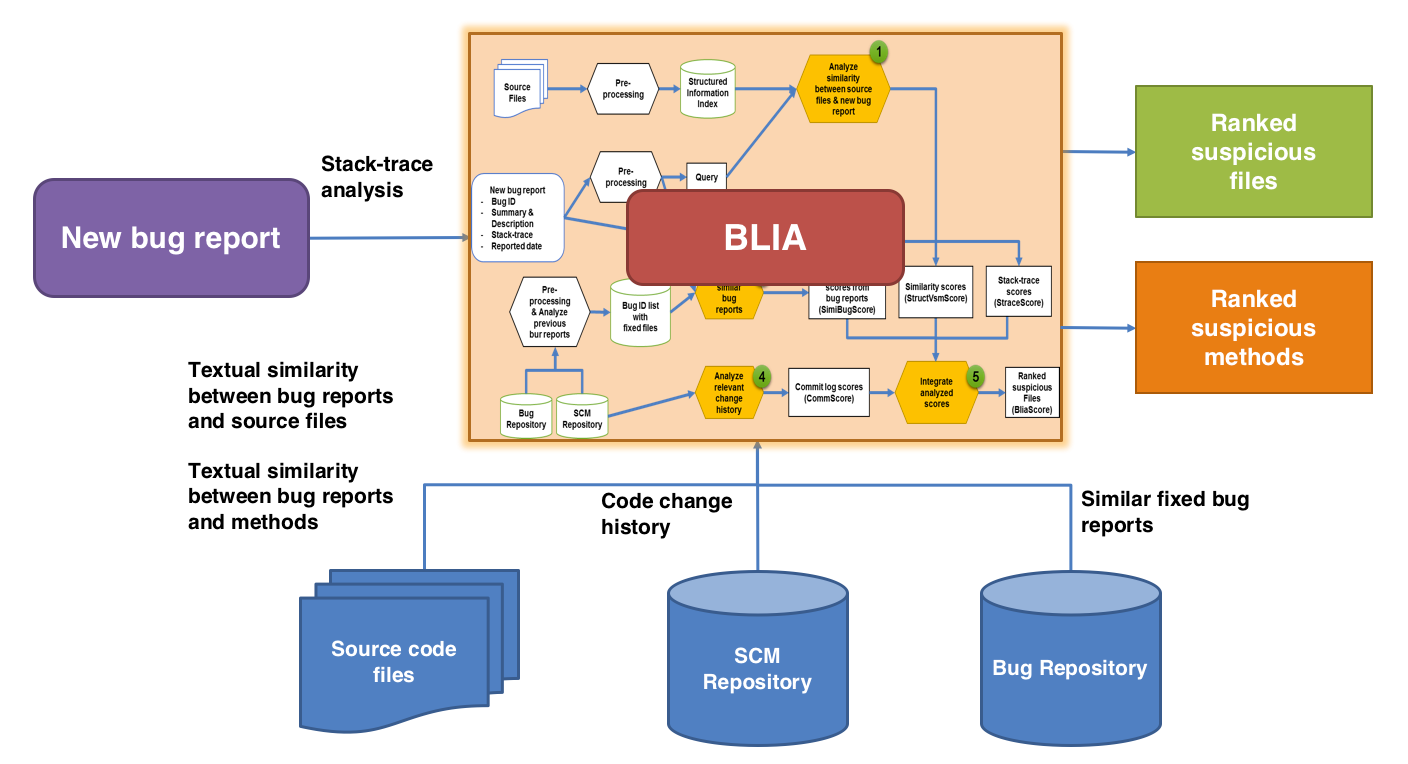 New bug report
Stack-trace
analysis
Source
Files
Pre-
processing
Structured
Information
Index
1
Analyze
similarity
between source
files & new bug
report
New bug report
- Bug ID
- Summary &
Description
- Stack-trace
- Reported date
Pre-
processing
Query
BLIA
Pre-
processing
& Analyze
previous
bur reports
Bug ID list
with
fixed files
similar
bug
reports
scores from
bug reports
(SimiBugScore)
Similarity scores
(StructVsmScore)
Stack-trace
scores
(StraceScore)
Bug
Repository
SCM
Repository
4
Analyze
relevant
change
history
Commit log scores
(CommScore)
5
Integrate
analyzed
scores
Ranked
suspicious
Files
(BliaScore)
Ranked
suspicious
files
Ranked
suspicious
methods
Textual similarity
between bug reports
and source files
Textual similarity
between bug reports
and methods
Code change
history
Similar fixed bug
reports
Source code
files
SCM
Repository
Bug Repository